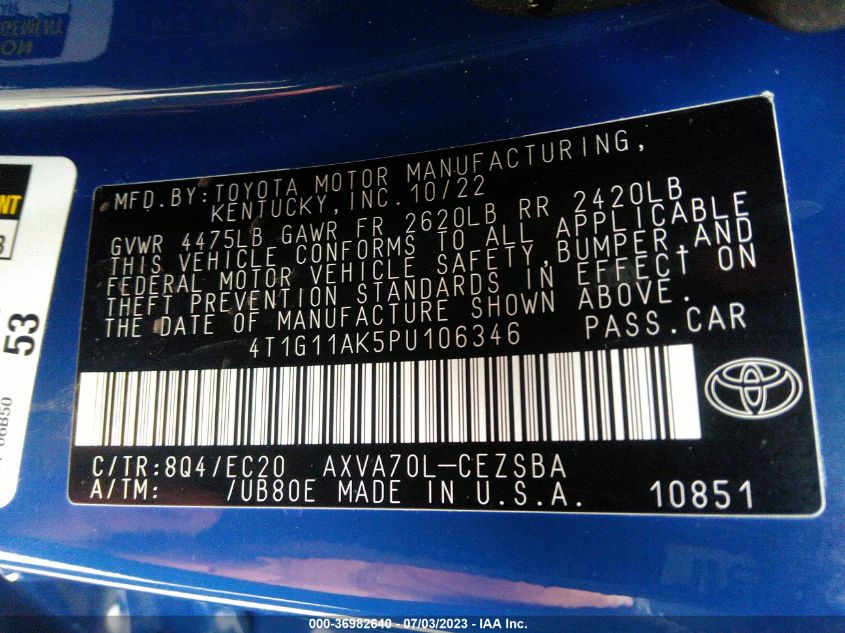 MFD.BY:TOYOTA MOTOR MANUFACTURING,
KENTUCKY,INC.10/22
GVWR 4475LB GAWR FR 2620LB RR 2420LB
THIS VEHICLE CONFORMS TO ALL APPLICABLE
FEDERAL MOTOR VEHICLE SAFETY,BUMPER,AND
THEFT PREVENTION STANDARDS IN EFFECT ON
THE DATE OF MANUFACTURE SHOWN ABOVE.
4T1G11AK5PU106346 PASS.CAR
C/TR:8Q4/EC20 AXVA70L-CEZSBA
A/TM: /UB80E MADE IN U.S.A. 10851
53
06B50
000-36982640 - 07/03/2023 - IAA Inc.